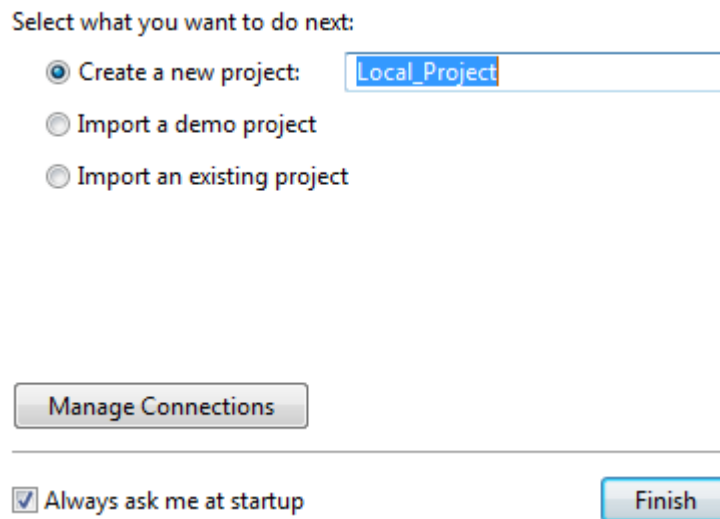 Select what you want to do next:
Create a new project: Local_Project
Import a demo project
Import an existing project
Manage Connections
Always ask me at startup Finish